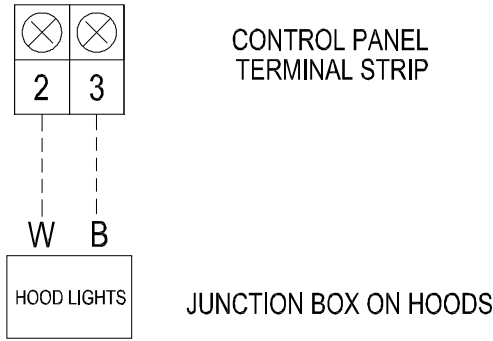 CONTROL PANEL
TERMINAL STRIP
2 3
W B
HOOD LIGHTS
JUNCTION BOX ON HOODS